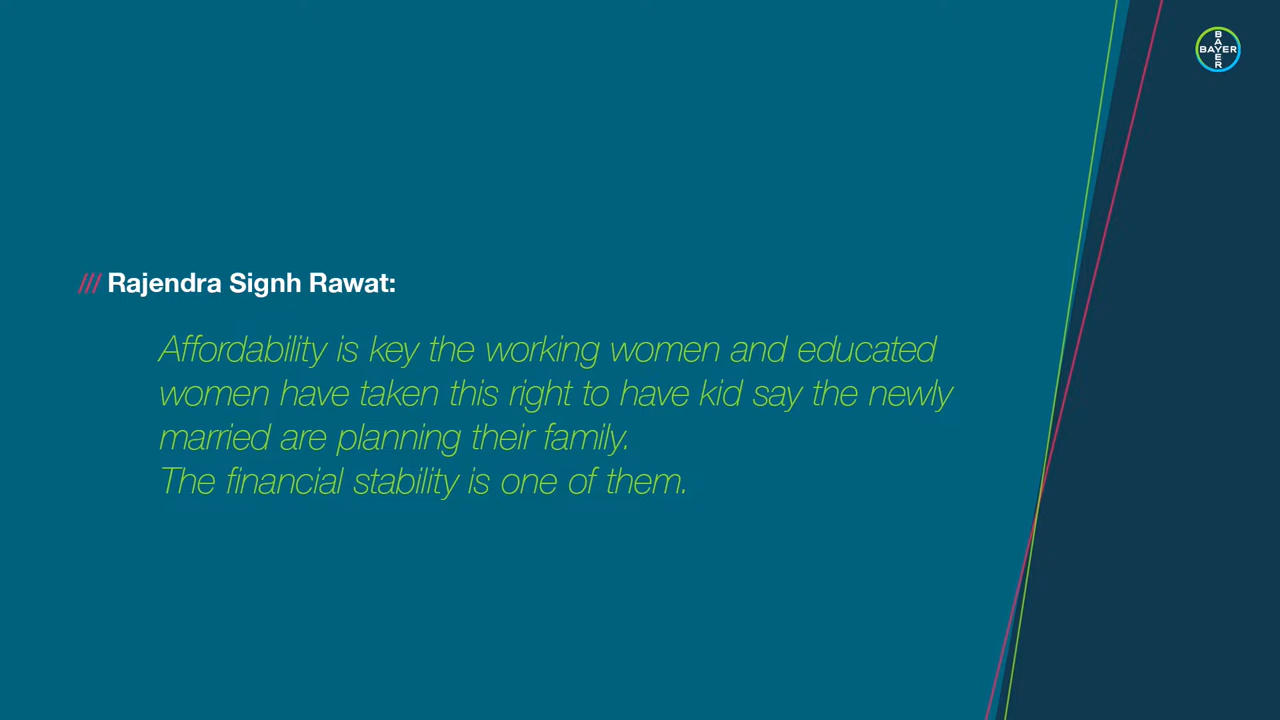 BAYER
BAYER
/// Rajendra Signh Rawat:
Affordability is key the working women and educated
women have taken this right to have kid say the newly
married are planning their family.
The financial stability is one of them.